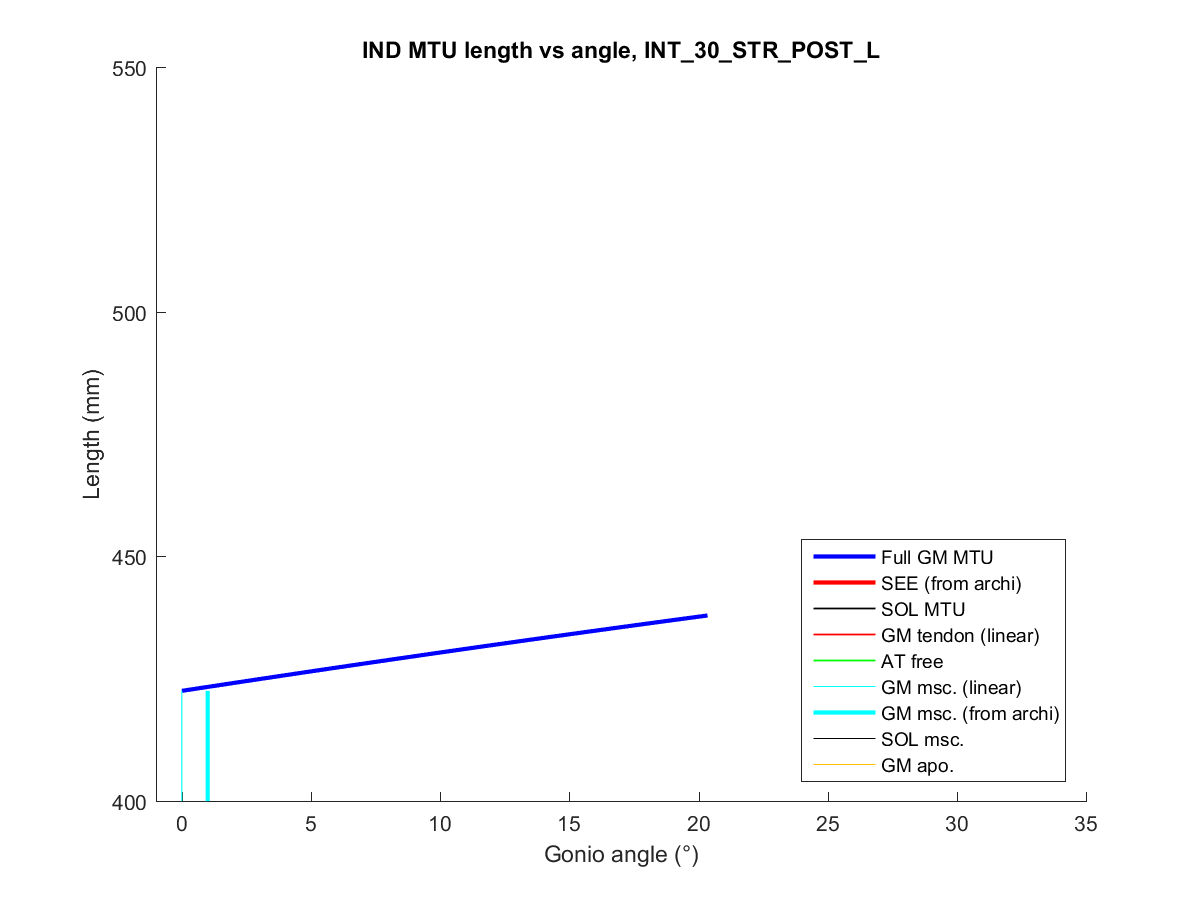 IND MTU length vs angle, INT_30_STR_POST_L
550
500
450
400
Length (mm)
0 5 10 15 20 25 30 35
Gonio angle (°)
Full GM MTU
SEE (from archi)
SOL MTU
GM tendon (linear)
AT free
GM msc. (linear)
GM msc. (from archi)
SOL msc.
GM apo.